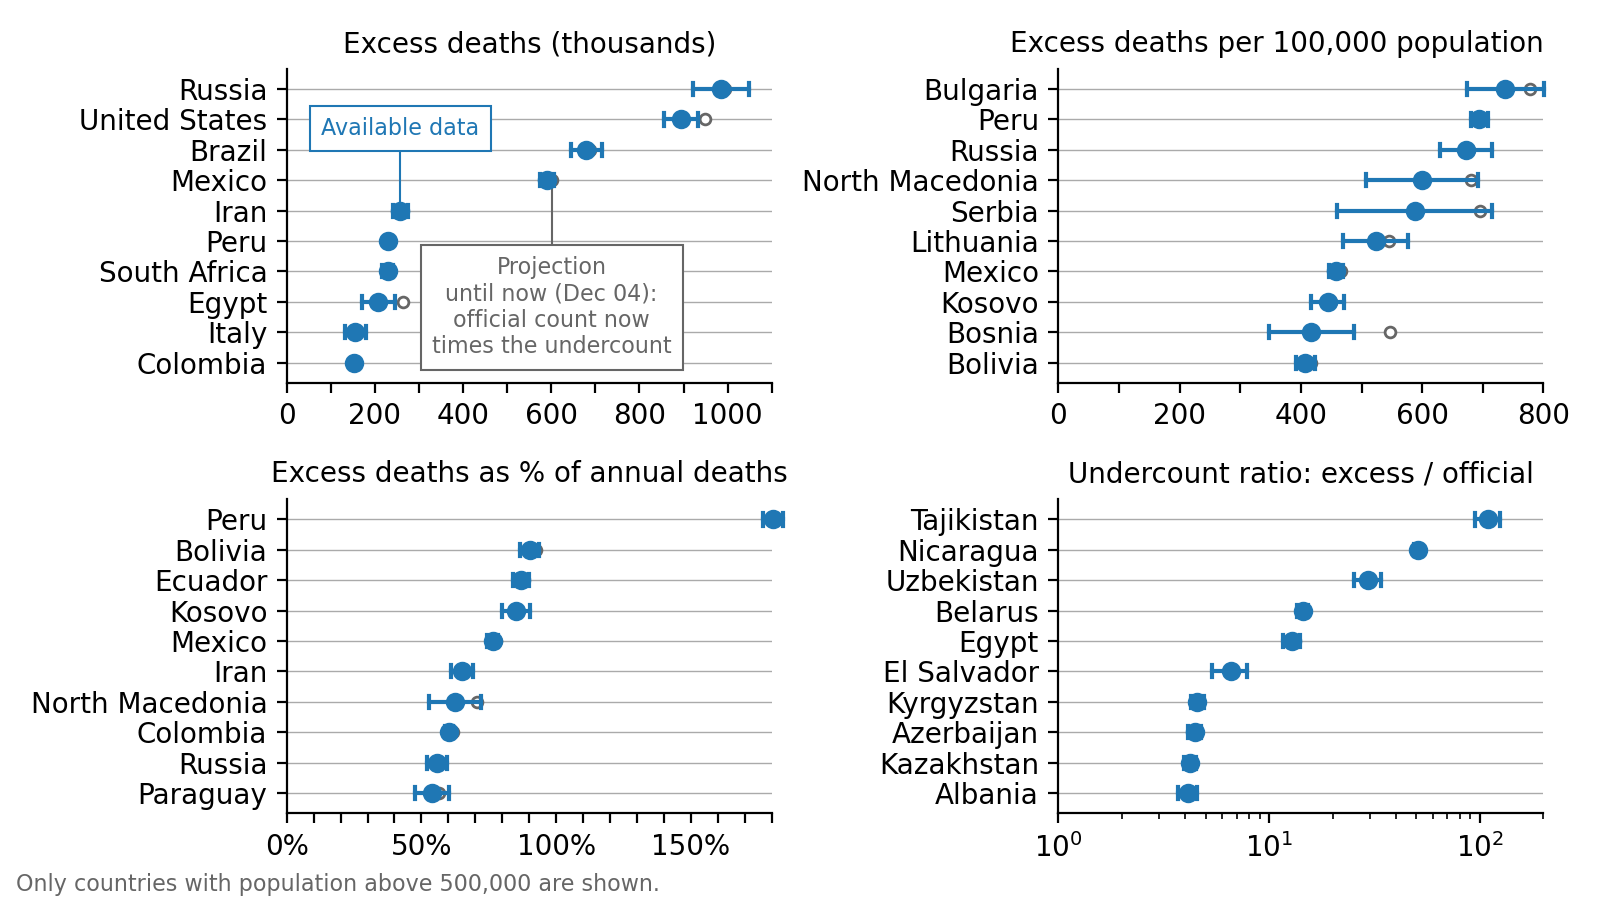 Excess deaths (thousands)
Russia
United States
Brazil
Mexico
Iran
Peru
South Africa
Egypt
Italy
Colombia
Available data
Projection
until now (Dec 04):
official count now
times the undercount
0 200 400 600 800 1000
Excess deaths per 100,000 population
Bulgaria
Peru
Russia
North Macedonia
Serbia
Lithuania
Mexico
Kosovo
Bosnia
Bolivia
0 200 400 600 800
Excess deaths as % of annual deaths
Peru
Bolivia
Ecuador
Kosovo
Mexico
Iran
North Macedonia
Colombia
Russia
Paraguay
0% 50% 100% 150%
Undercount ratio: excess / official
Tajikistan
Nicaragua
Uzbekistan
Belarus
Egypt
El Salvador
Kyrgyzstan
Azerbaijan
Kazakhstan
Albania
10⁰ 10¹ 10²
Only countries with population above 500,000 are shown.